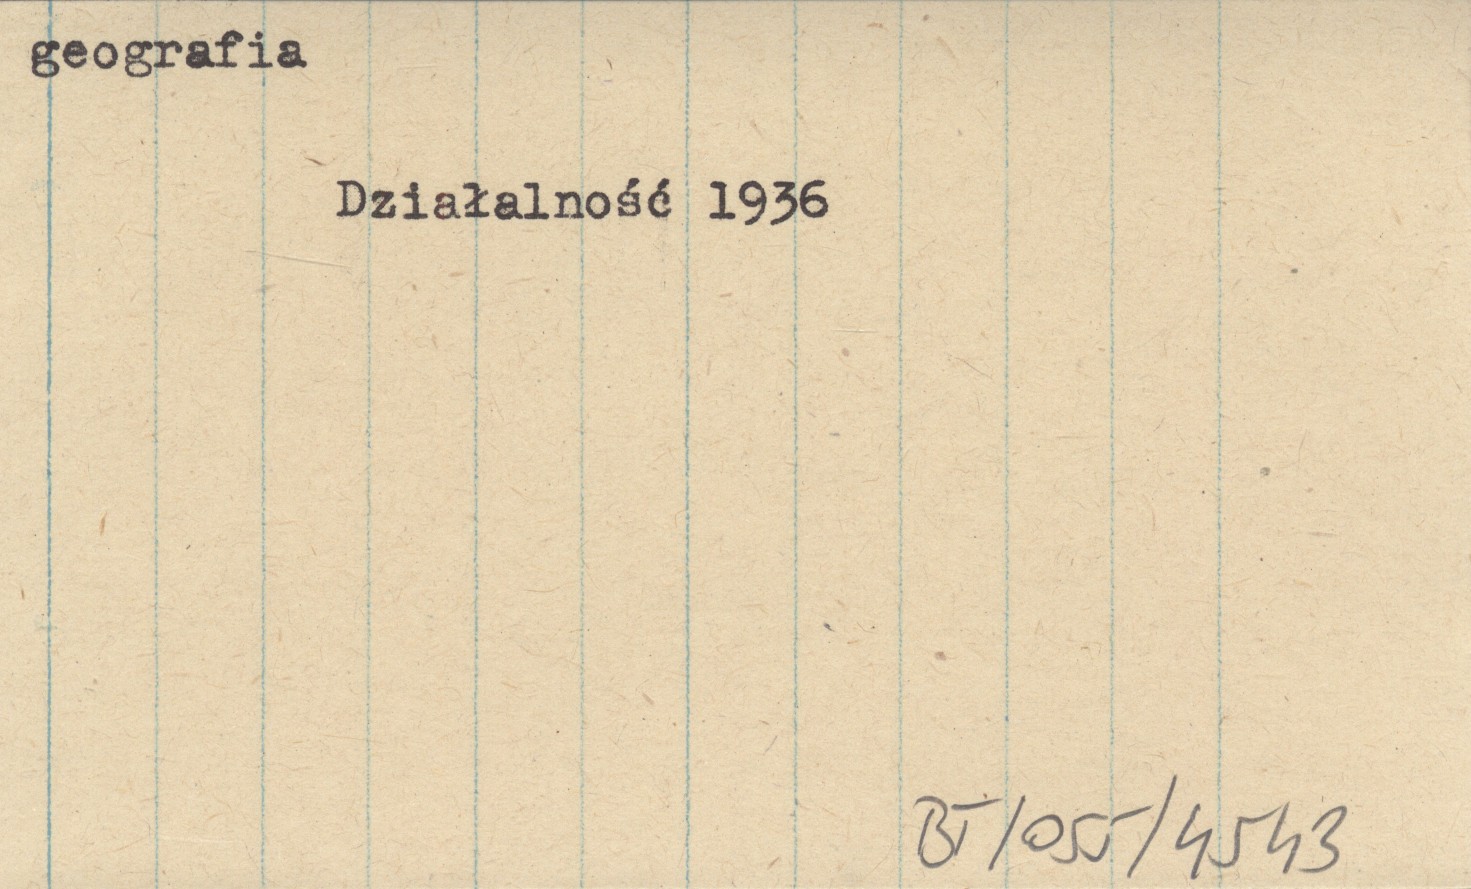 geografia
Działalność 1936
BT/055/4543